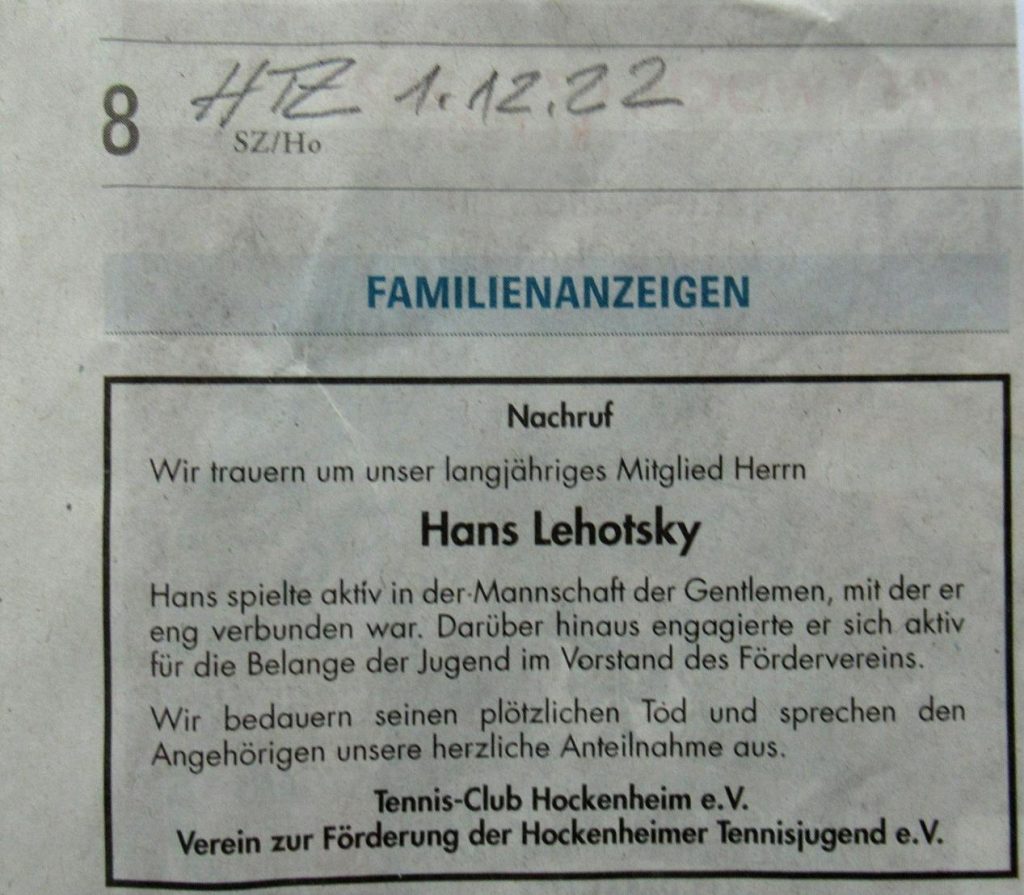 HTZ 1.12.22
8
SZ/Ho
FAMILIENANZEIGEN
Nachruf
Wir trauern um unser langjähriges Mitglied Herrn
Hans Lehotsky
Hans spielte aktiv in der Mannschaft der Gentlemen, mit der er
eng verbunden war. Darüber hinaus engagierte er sich aktiv
für die Belange der Jugend im Vorstand des Fördervereins.
Wir bedauern seinen plötzlichen Tod und sprechen den
Angehörigen unsere herzliche Anteilnahme aus.
Tennis-Club Hockenheim e.V.
Verein zur Förderung der Hockenheimer Tennisjugend e.V.